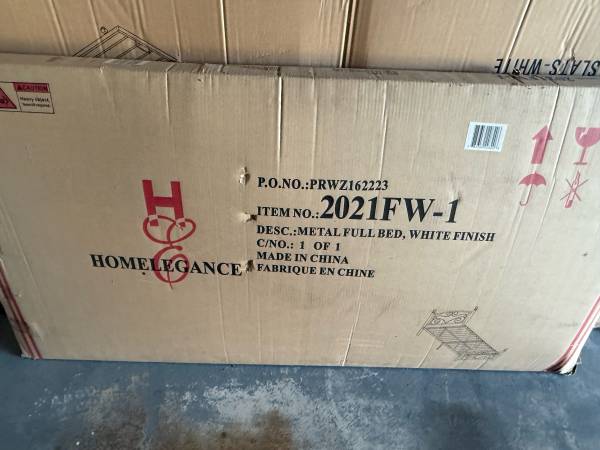 SLATS-WHITE
CAUTION
Heavy object
P.O.NO.:PRWZ162223
ITEM NO.:2021FW-1
DESC.:METAL FULL BED, WHITE FINISH
C/NO.: 1 OF 1
MADE IN CHINA
FABRIQUE EN CHINE
H
E
HOMELEGANCE